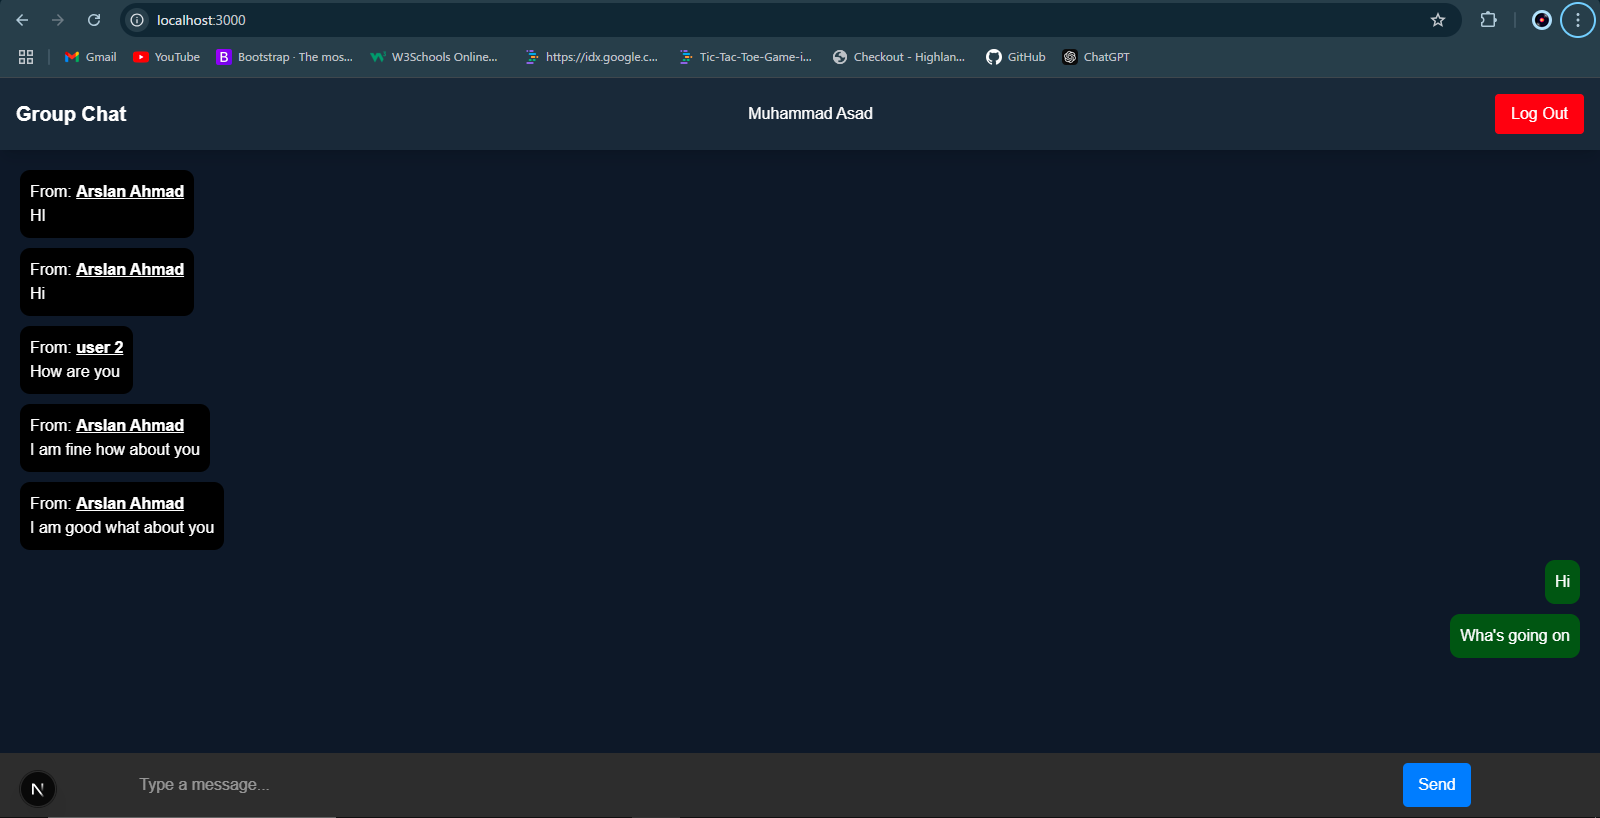 localhost:3000
Gmail YouTube Bootstrap · The mos... W3Schools Online... https://idx.google.c... Tic-Tac-Toe-Game-i... Checkout - Highlan... GitHub ChatGPT
Group Chat Muhammad Asad Log Out
From: Arslan Ahmad
HI
From: Arslan Ahmad
Hi
From: user 2
How are you
From: Arslan Ahmad
I am fine how about you
From: Arslan Ahmad
I am good what about you
Hi
Wha's going on
N Type a message... Send